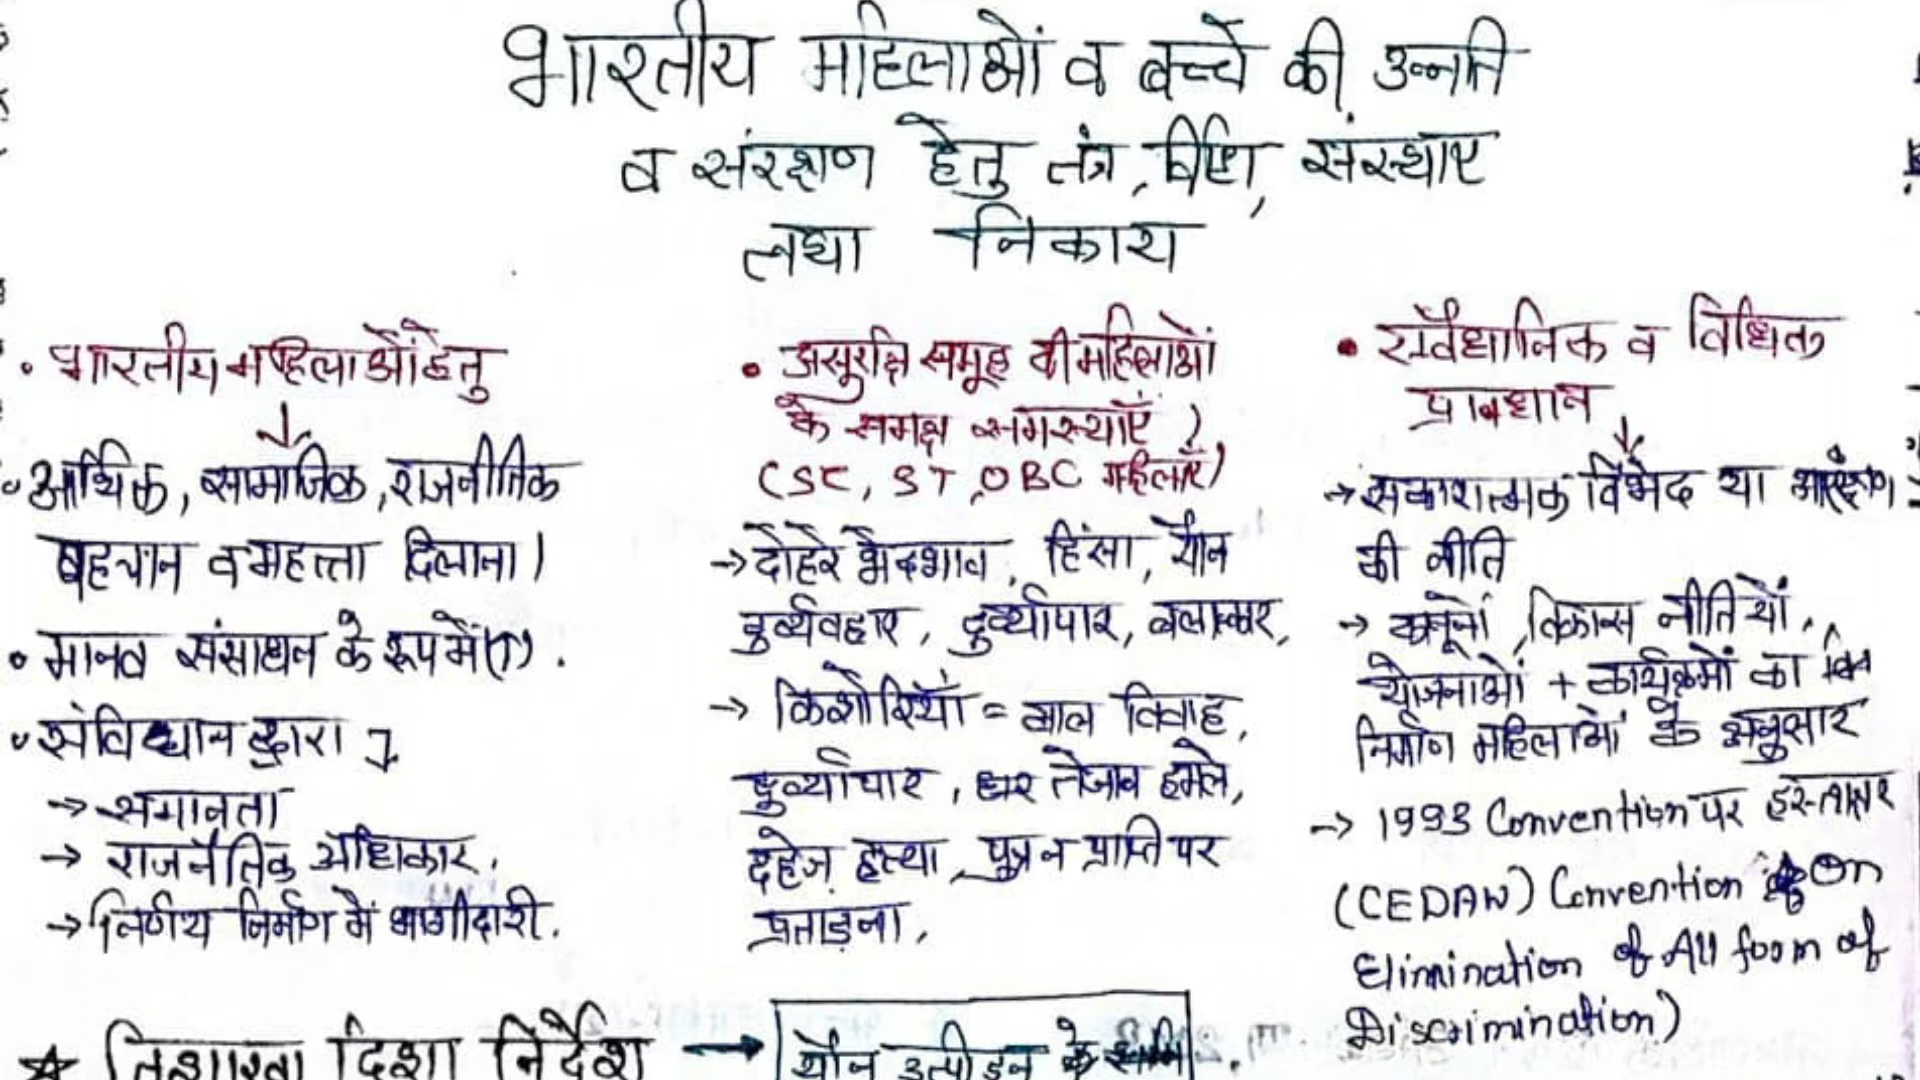 भारतीय महिलाओं व बच्चे की उन्नति
व संरक्षण हेतु तंत्र, विधि, संस्थाए
तथा निकाय
• भारतीय महिलाओं हेतु
• आर्थिक, सामाजिक, राजनीतिक
पहचान व महत्ता दिलाना।
• मानव संसाधन के रूप में (↑).
• संविधान द्वारा
→ समानता
→ राजनैतिक अधिकार,
→ निर्णय निर्माण में भागीदारी.
• असुरक्षि समूह की महिलाओं
के समक्ष समस्याएँ
(SC, ST, OBC महिलाएं)
→ दोहरे भेदभाव, हिंसा, यौन
दुर्व्यवहार, दुर्व्यापार, बलात्कार,
→ किशोरियाँ = बाल विवाह,
दुर्व्यापार, तेजाब हमले,
दहेज हत्या, पुत्र न प्राप्ति पर
प्रताड़ना,
• संवैधानिक व विधिक
प्रावधान
→ सकारात्मक विभेद या आरक्षण
की नीति
→ कानूनों, विकास नीतियों,
योजनाओं + कार्यक्रमों का
निर्माण महिलाओं के अनुसार
→ 1993 Convention पर हस्ताक्षर
(CEDAW) Convention on
Elimination of All form of
Discrimination)
★ विशाखा दिशा निर्देश → यौन उत्पीड़न के